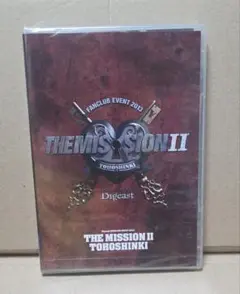 FANCLUB EVENT 2013
THE MISSION II
TOHOSHINKI
Digest
THE MISSION II
TOHOSHINKI